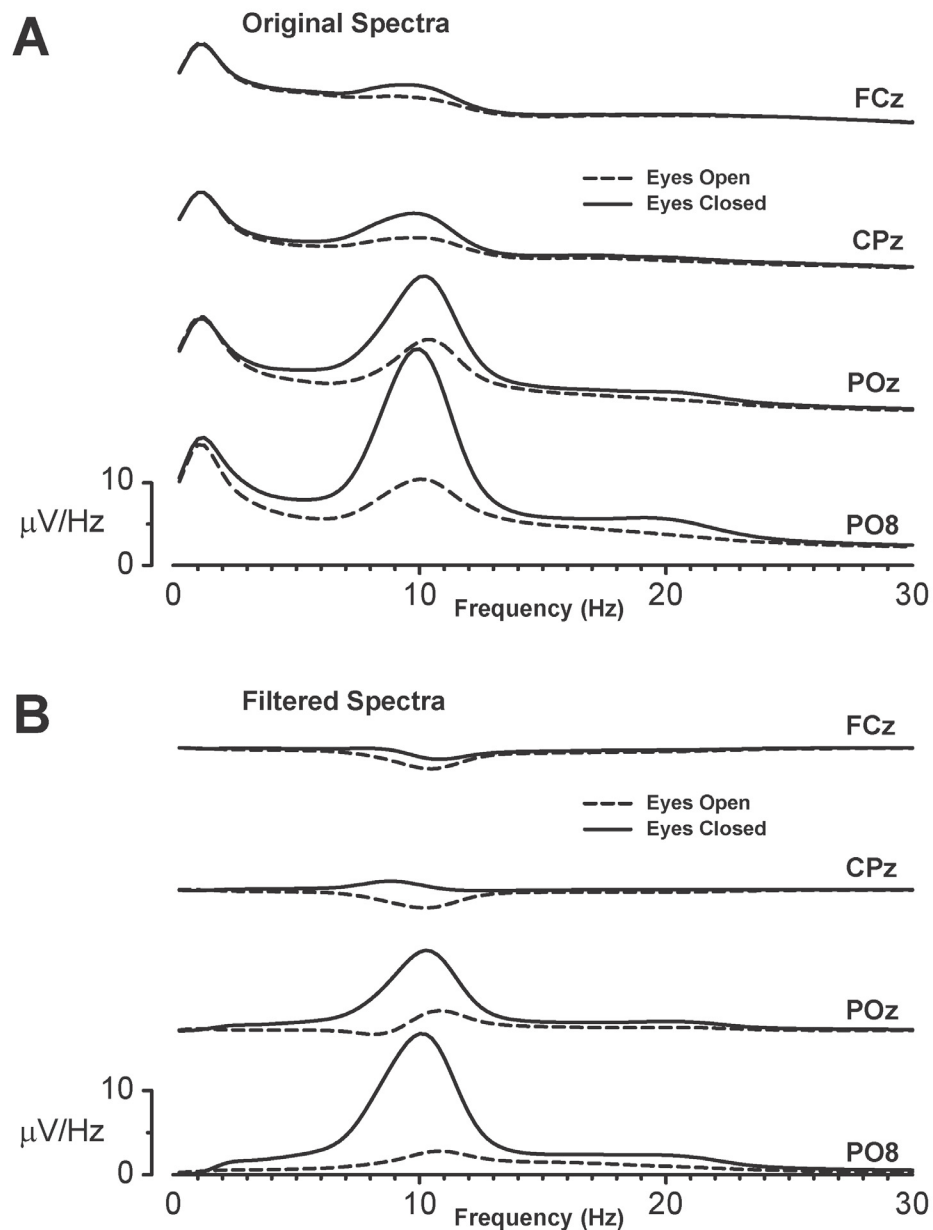 A
Original Spectra
FCz
Eyes Open
Eyes Closed
CPz
POz
10
μV/Hz
PO8
0
0 10 20 30
Frequency (Hz)
B
Filtered Spectra
FCz
Eyes Open
Eyes Closed
CPz
POz
10
μV/Hz
PO8
0
0 10 20 30
Frequency (Hz)